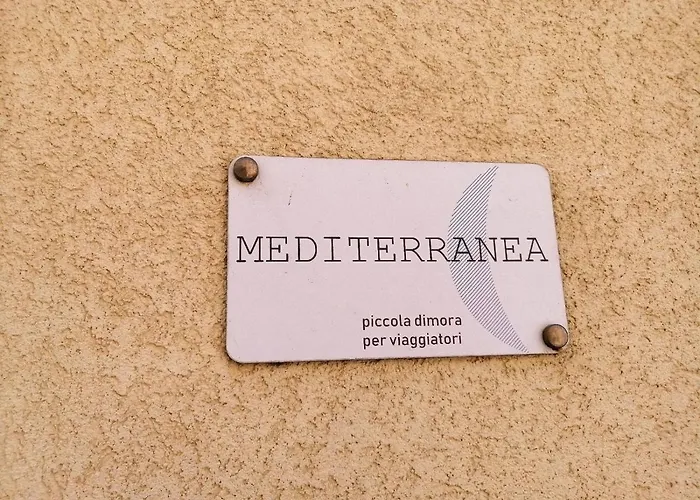 MEDITERRANEA
piccola dimora
per viaggiatori